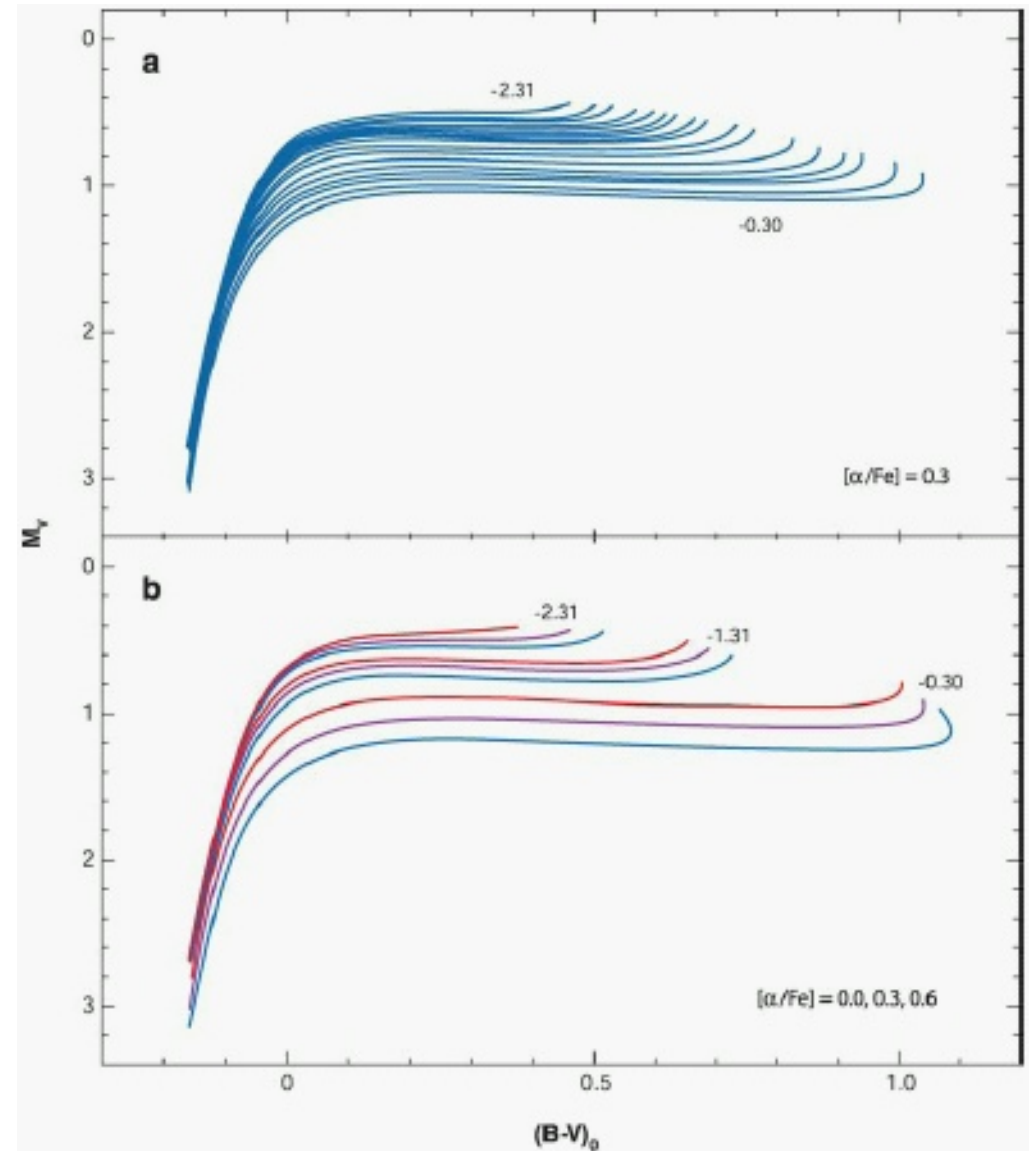 a
0
-2.31
1
-0.30
2
3
[α/Fe] = 0.3
M_v
b
0
-2.31
-1.31
-0.30
1
2
3
[α/Fe] = 0.0, 0.3, 0.6
0
0.5
1.0
(B-V)₀